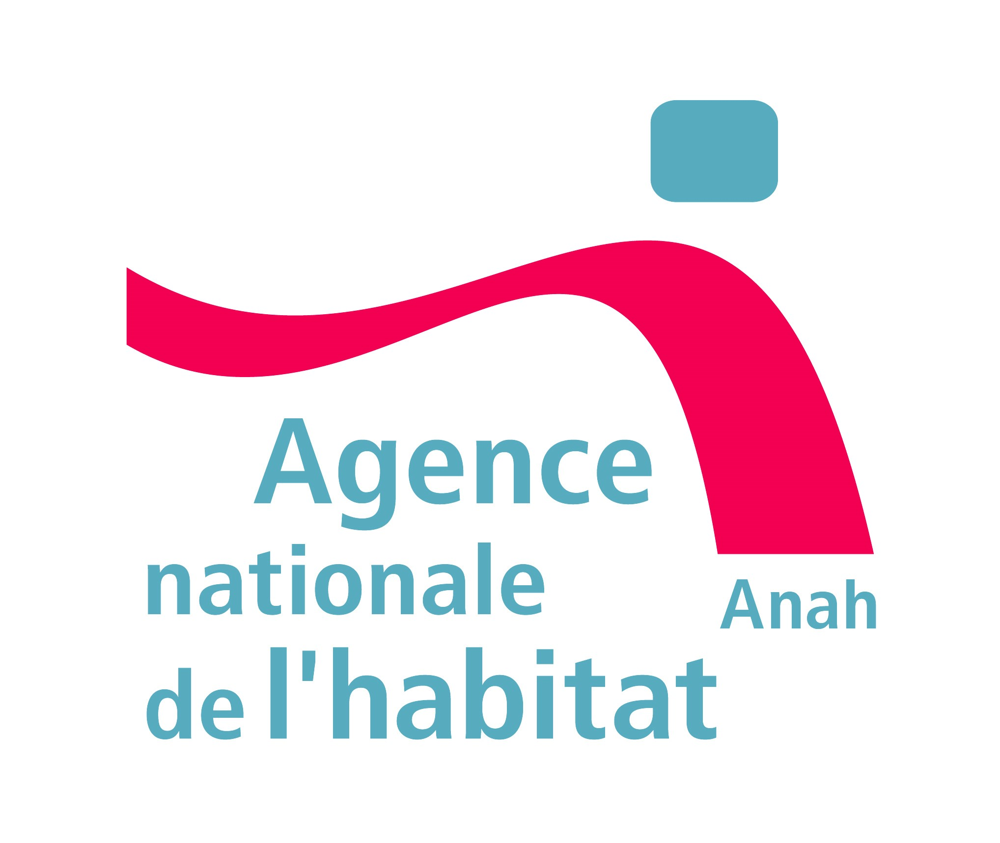 Agence
nationale
Anah
de l'habitat